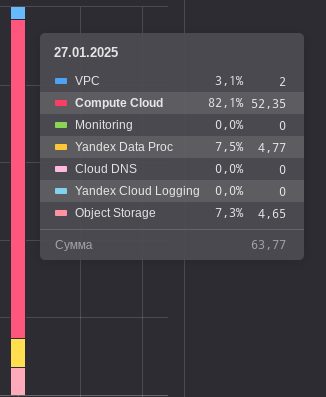 27.01.2025
VPC 3,1% 2
Compute Cloud 82,1% 52,35
Monitoring 0,0% 0
Yandex Data Proc 7,5% 4,77
Cloud DNS 0,0% 0
Yandex Cloud Logging 0,0% 0
Object Storage 7,3% 4,65
Сумма 63,77